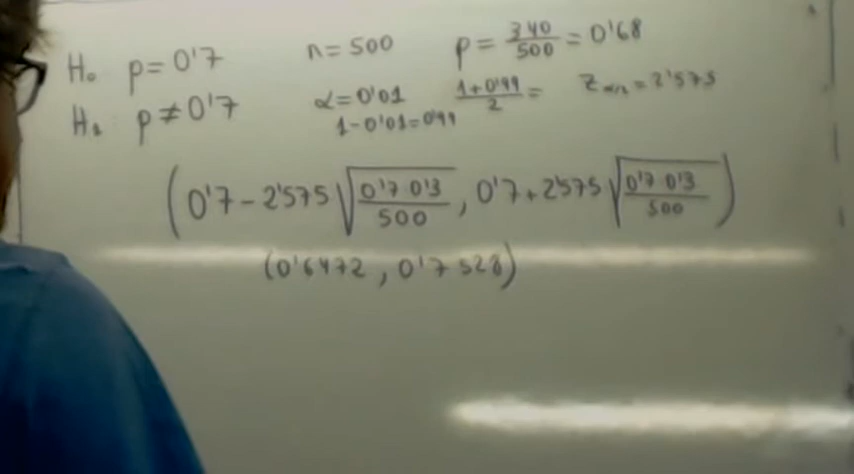 H₀ p = 0'7 n = 500 p = 340/500 = 0'68
H₁ p ≠ 0'7 α = 0'01 (1+0'99)/2 = Z α/2 = 2'575
1 - 0'01 = 0'99
(0'7 - 2'575 √(0'7 0'3/500), 0'7 + 2'575 √(0'7 0'3/500))
(0'6472, 0'7528)